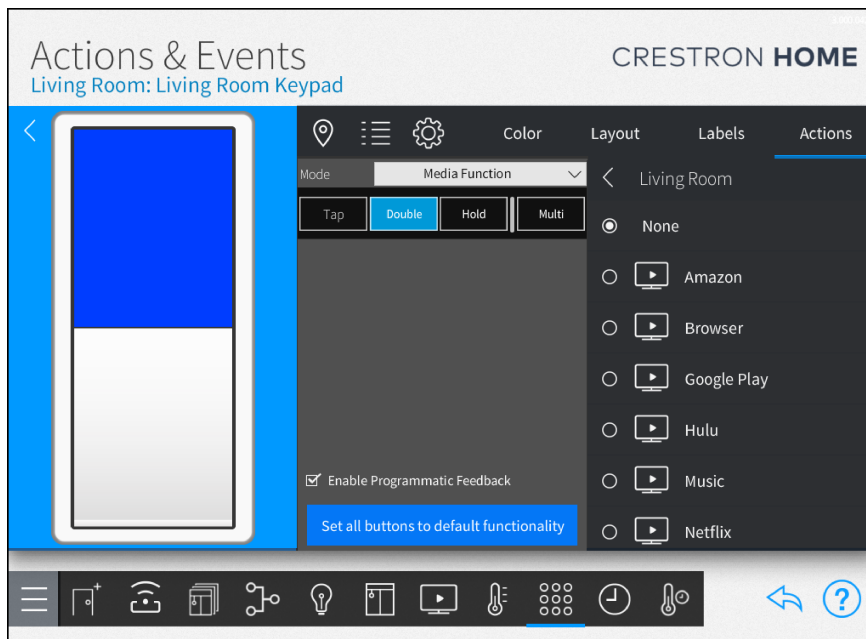 Actions & Events
Living Room: Living Room Keypad
CRESTRON HOME
Color
Layout
Labels
Actions
Mode
Media Function
Tap
Double
Hold
Multi
Enable Programmatic Feedback
Set all buttons to default functionality
Living Room
None
Amazon
Browser
Google Play
Hulu
Music
Netflix
?